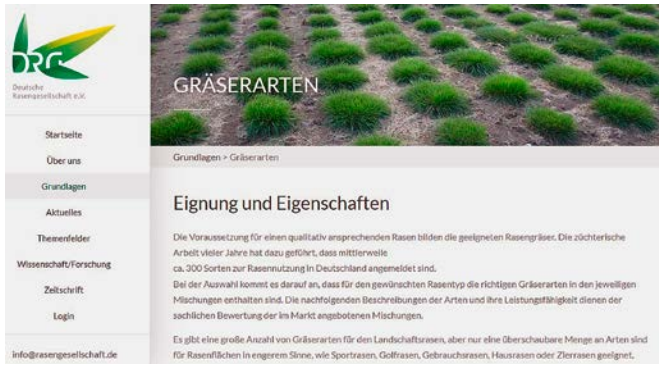 DRG
Deutsche
Rasengesellschaft e.V.
Startseite
Über uns
Grundlagen
Aktuelles
Themenfelder
Wissenschaft/Forschung
Zeitschrift
Login
info@rasengesellschaft.de
GRÄSERARTEN
Grundlagen > Gräserarten
Eignung und Eigenschaften
Die Voraussetzung für einen qualitativ ansprechenden Rasen bilden die geeigneten Rasengräser. Die züchterische
Arbeit vieler Jahre hat dazu geführt, dass mittlerweile
ca. 300 Sorten zur Rasennutzung in Deutschland angemeldet sind.
Bei der Auswahl kommt es darauf an, dass für den gewünschten Rasentyp die richtigen Gräserarten in den jeweiligen
Mischungen enthalten sind. Die nachfolgenden Beschreibungen der Arten und ihre Leistungsfähigkeit dienen der
sachlichen Bewertung der im Markt angebotenen Mischungen.
Es gibt eine große Anzahl von Gräserarten für den Landschaftsrasen, aber nur eine überschaubare Menge an Arten sind
für Rasenflächen in engerem Sinne, wie Sportrasen, Golfrasen, Gebrauchsrasen, Hausrasen oder Zierrasen geeignet.